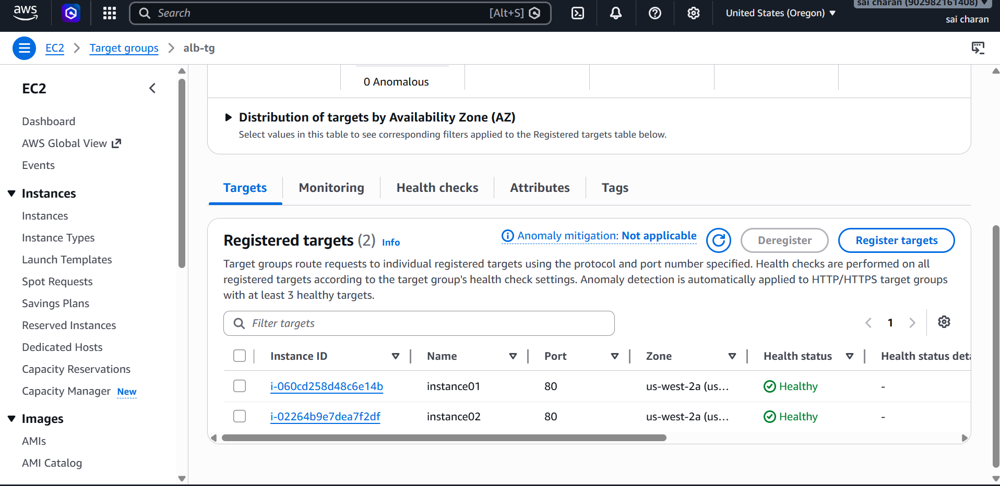 aws
Search
[Alt+S]
United States (Oregon)
sai charan (902982161408)
sai charan
EC2
Target groups
alb-tg
EC2
Dashboard
AWS Global View
Events
Instances
Instances
Instance Types
Launch Templates
Spot Requests
Savings Plans
Reserved Instances
Dedicated Hosts
Capacity Reservations
Capacity Manager New
Images
AMIs
AMI Catalog
0 Anomalous
Distribution of targets by Availability Zone (AZ)
Select values in this table to see corresponding filters applied to the Registered targets table below.
Targets Monitoring Health checks Attributes Tags
Registered targets (2) Info
Anomaly mitigation: Not applicable
Deregister
Register targets
Target groups route requests to individual registered targets using the protocol and port number specified. Health checks are performed on all
registered targets according to the target group's health check settings. Anomaly detection is automatically applied to HTTP/HTTPS target groups
with at least 3 healthy targets.
Filter targets
1
Instance ID Name Port Zone Health status Health status deta
i-060cd258d48c6e14b instance01 80 us-west-2a (us... Healthy -
i-02264b9e7dea7f2df instance02 80 us-west-2a (us... Healthy -